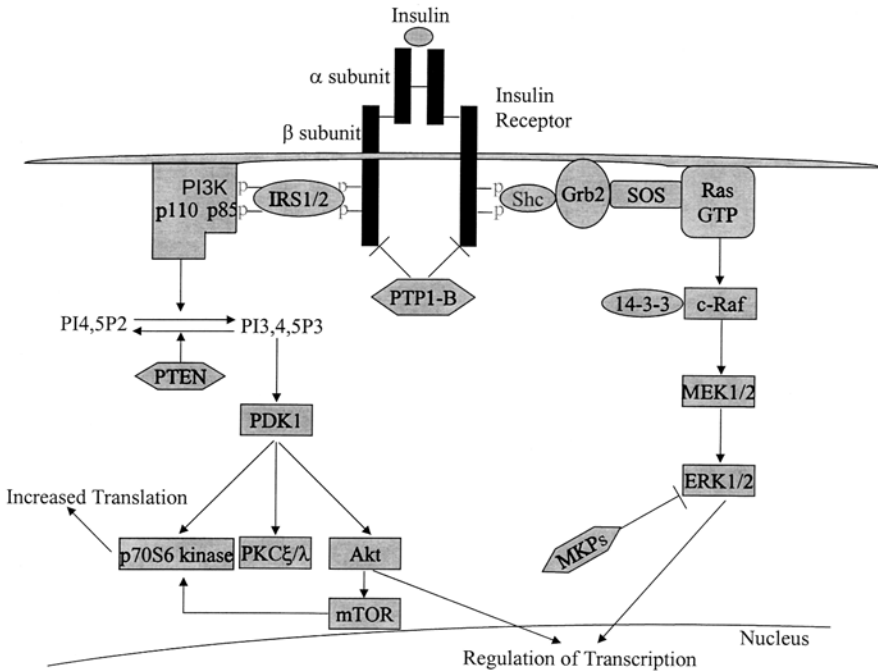 Insulin
α subunit
Insulin
Receptor
β subunit
PI3K
p110 p85
p
p
IRS1/2
p
p
p
p
Shc
Grb2
SOS
Ras
GTP
PTP1-B
14-3-3
c-Raf
PI4,5P2
PI3,4,5P3
PTEN
MEK1/2
PDK1
ERK1/2
Increased Translation
p70S6 kinase
PKCξ/λ
Akt
MKPs
mTOR
Nucleus
Regulation of Transcription